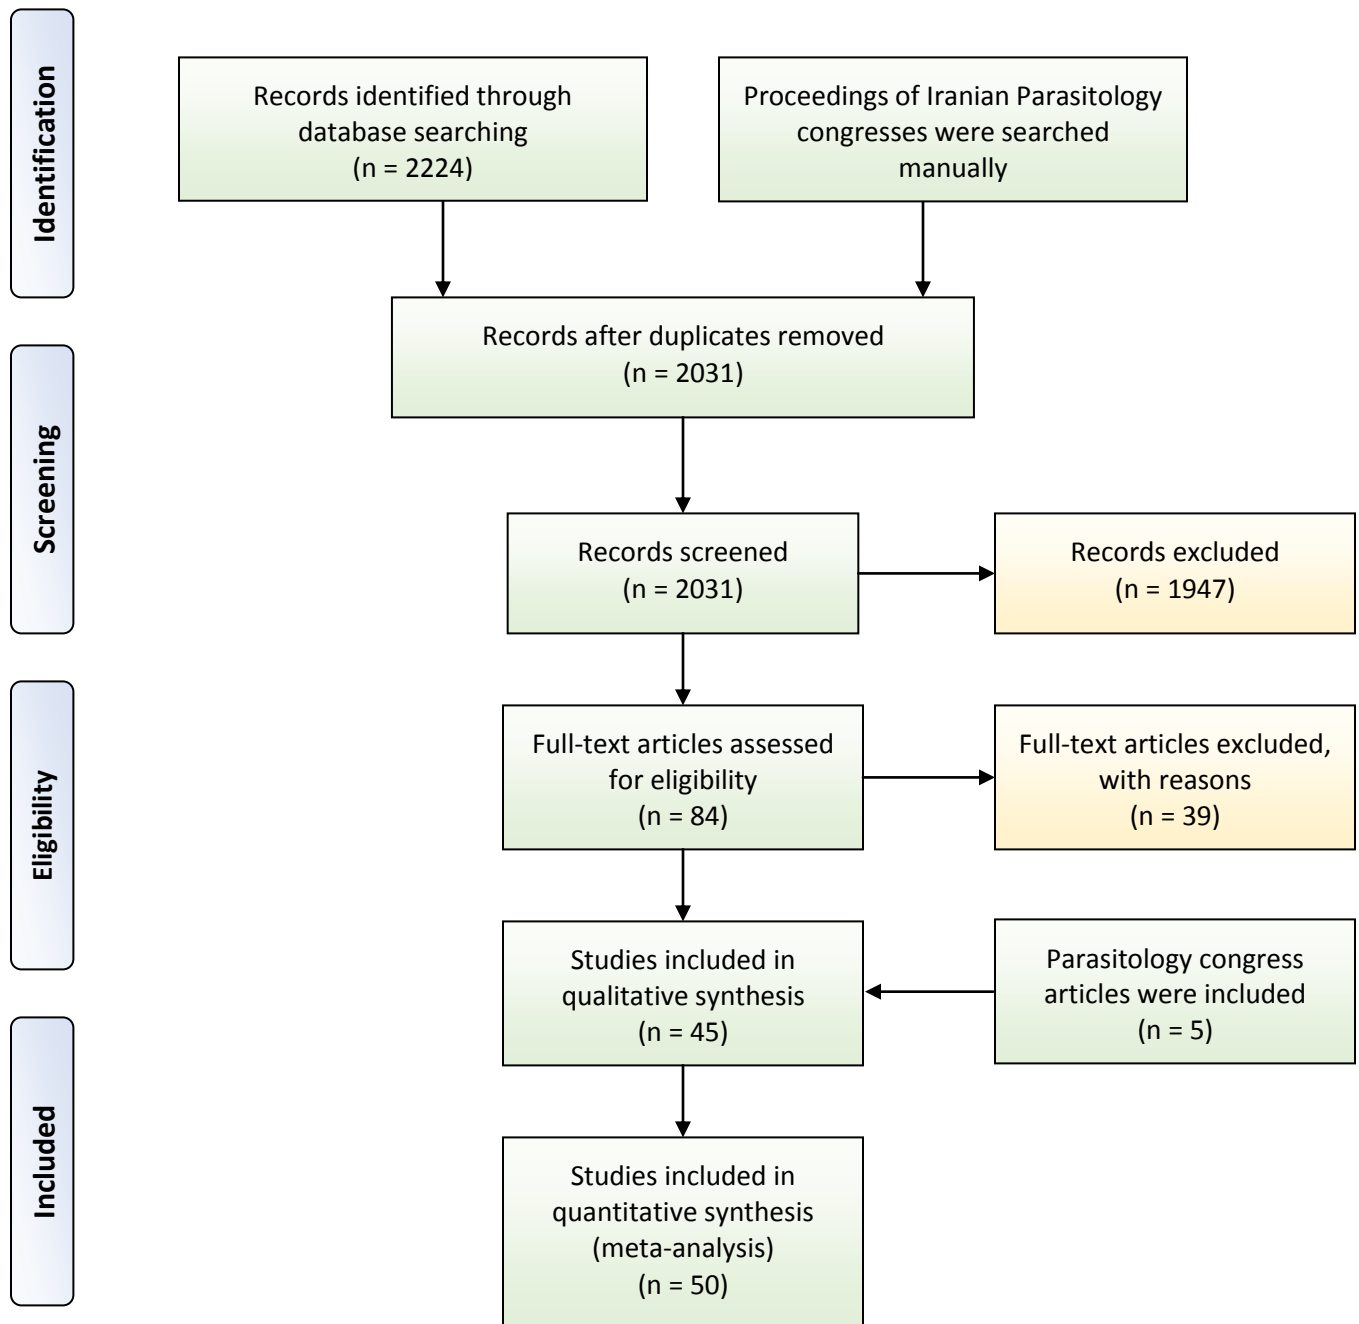 Identification
Records identified through
database searching
(n = 2224)
Proceedings of Iranian Parasitology
congresses were searched
manually
Records after duplicates removed
(n = 2031)
Screening
Records screened
(n = 2031)
Records excluded
(n = 1947)
Eligibility
Full-text articles assessed
for eligibility
(n = 84)
Full-text articles excluded,
with reasons
(n = 39)
Studies included in
qualitative synthesis
(n = 45)
Parasitology congress
articles were included
(n = 5)
Included
Studies included in
quantitative synthesis
(meta-analysis)
(n = 50)